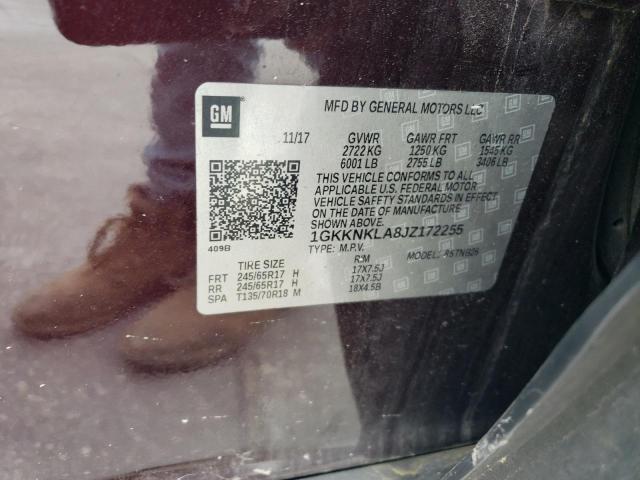 GM
MFD BY GENERAL MOTORS LLC
11/17 GVWR GAWR FRT GAWR RR
2722 KG 1250 KG 1545 KG
6001 LB 2755 LB 3406 LB
THIS VEHICLE CONFORMS TO ALL
APPLICABLE U.S. FEDERAL MOTOR
VEHICLE SAFETY STANDARDS IN EFFECT
ON THE DATE OF MANUFACTURE
SHOWN ABOVE.
1GKKNKLA8JZ172255
409B
TYPE: M.P.V. MODEL:
TIRE SIZE RIM
FRT 245/65R17 H 17X7.5J
RR 245/65R17 H 17X7.5J
SPA T135/70R18 M 18X4.5B